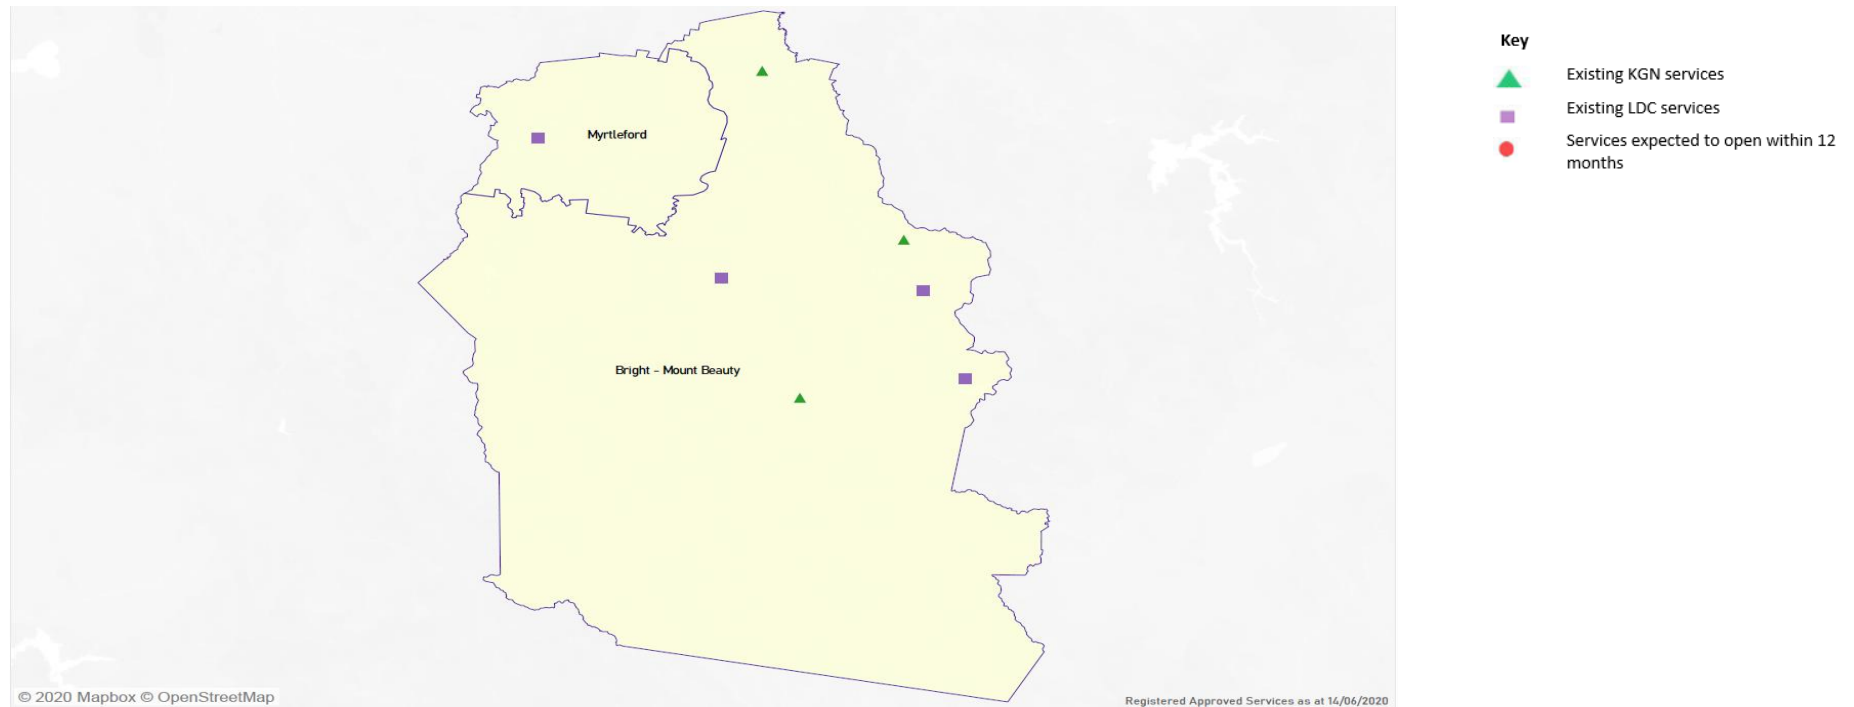 Key
Existing KGN services
Existing LDC services
Services expected to open within 12
months
Myrtleford
Bright - Mount Beauty
© 2020 Mapbox © OpenStreetMap
Registered Approved Services as at 14/06/2020